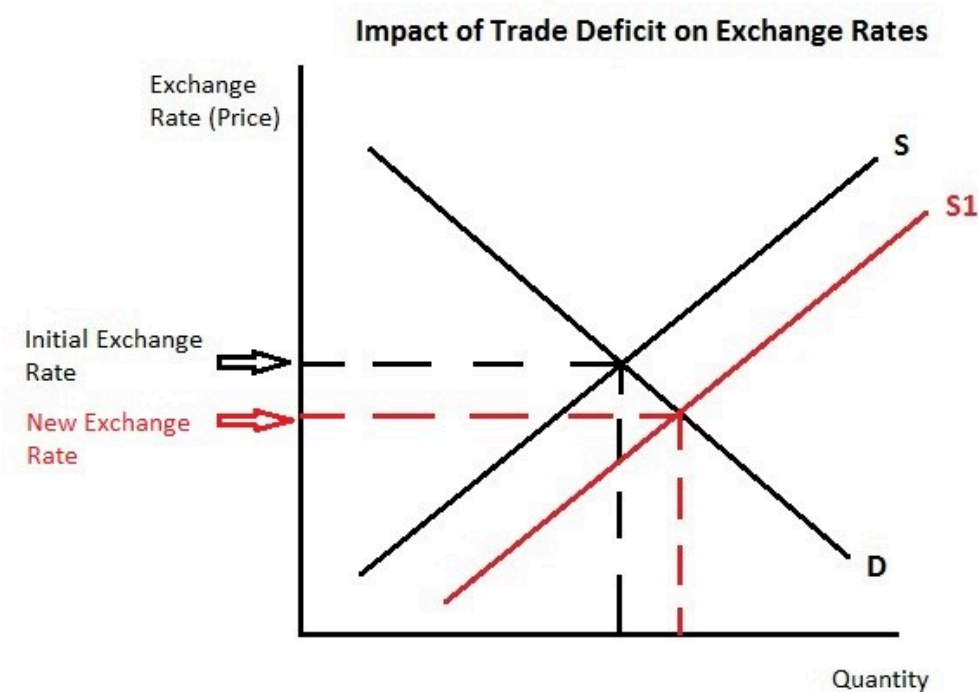 Impact of Trade Deficit on Exchange Rates
Exchange
Rate (Price)
S
S1
Initial Exchange
Rate
New Exchange
Rate
D
Quantity